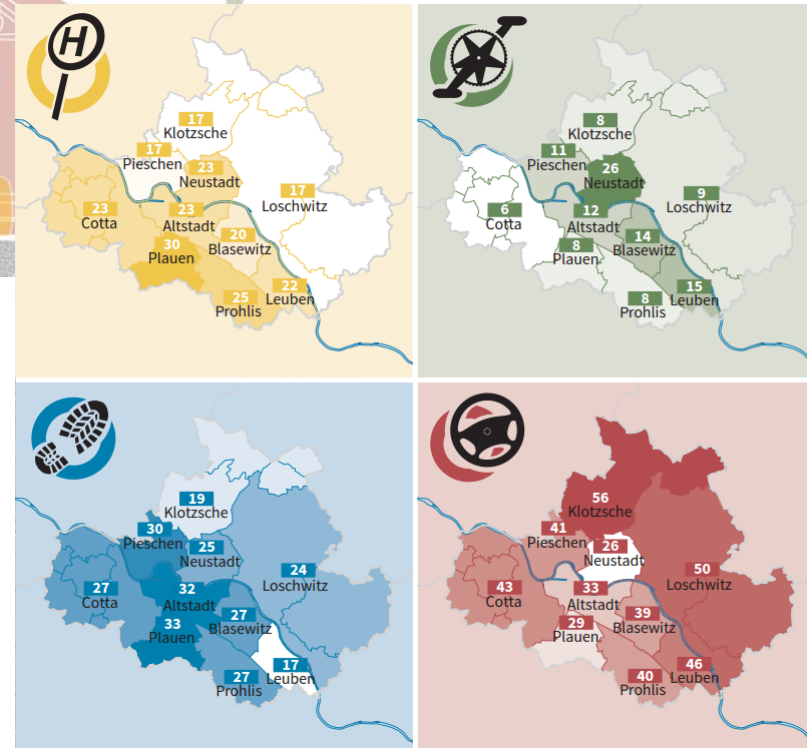 H
17
Klotzsche
17
Pieschen
23
Neustadt
17
Loschwitz
23
Cotta
23
Altstadt
30
Plauen
20
Blasewitz
22
Leuben
25
Prohlis
8
Klotzsche
11
Pieschen
26
Neustadt
9
Loschwitz
6
Cotta
12
Altstadt
8
Plauen
14
Blasewitz
15
Leuben
8
Prohlis
19
Klotzsche
30
Pieschen
25
Neustadt
24
Loschwitz
27
Cotta
32
Altstadt
33
Plauen
27
Blasewitz
17
Leuben
27
Prohlis
56
Klotzsche
41
Pieschen
26
Neustadt
50
Loschwitz
43
Cotta
33
Altstadt
29
Plauen
39
Blasewitz
46
Leuben
40
Prohlis